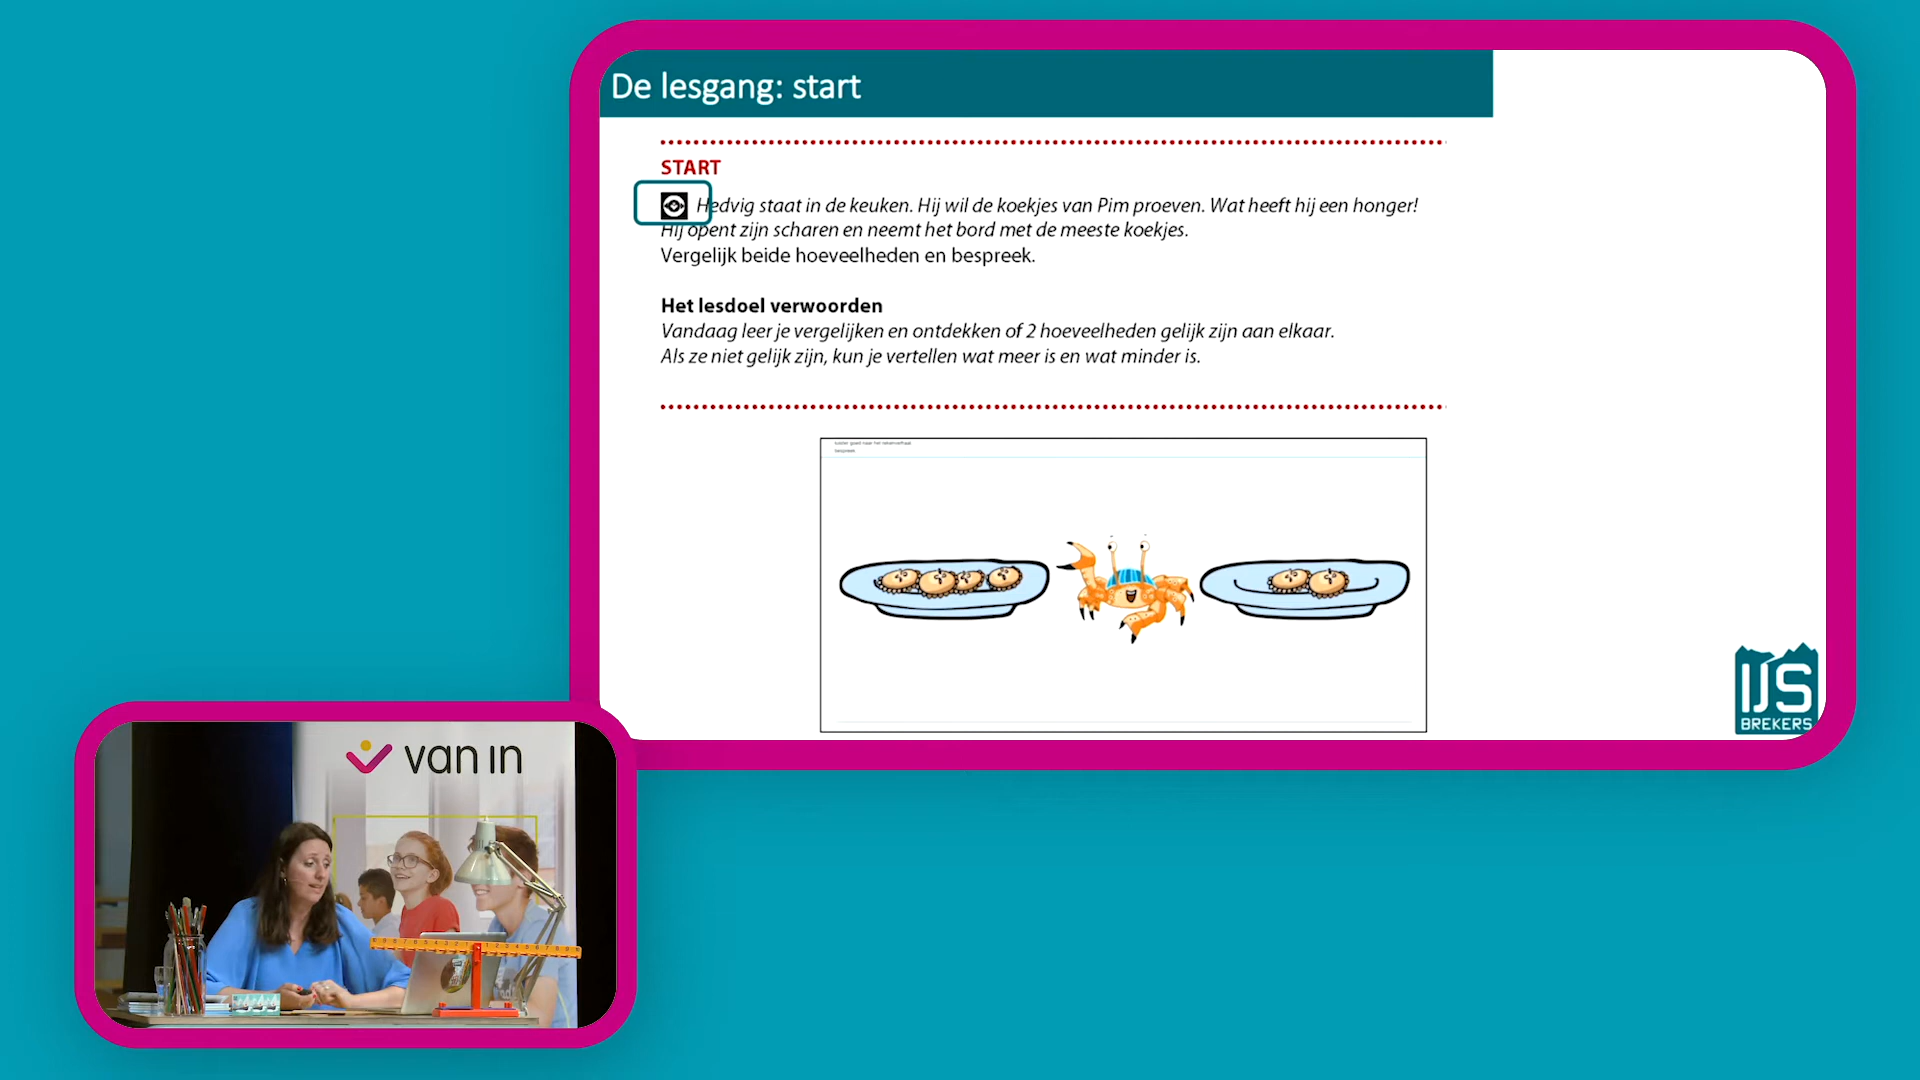 De lesgang: start
START
Hedvig staat in de keuken. Hij wil de koekjes van Pim proeven. Wat heeft hij een honger!
Hij opent zijn scharen en neemt het bord met de meeste koekjes.
Vergelijk beide hoeveelheden en bespreek.
Het lesdoel verwoorden
Vandaag leer je vergelijken en ontdekken of 2 hoeveelheden gelijk zijn aan elkaar.
Als ze niet gelijk zijn, kun je vertellen wat meer is en wat minder is.
IJS
BREKERS
van in